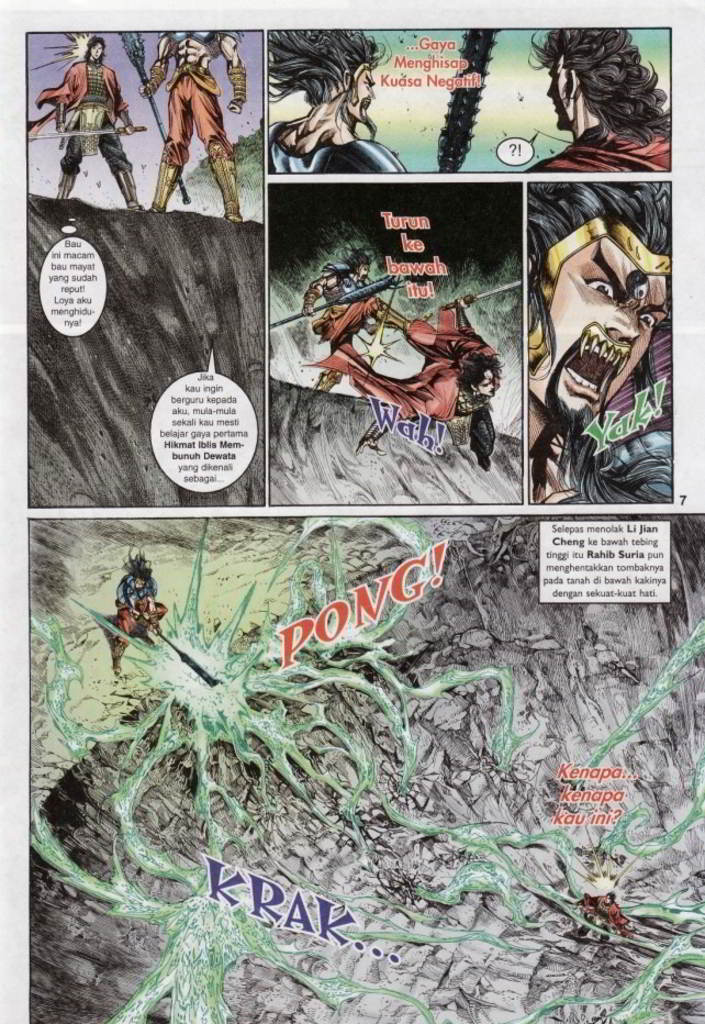 Bau
ini macam
bau mayat
yang sudah
reput!
Loya aku
menghidu-
nya!
Jika
kau ingin
berguru kepada
aku, mula-mula
sekali kau mesti
belajar gaya pertama
Hikmat Iblis Mem-
bunuh Dewata
yang dikenali
sebagai...
...Gaya
Menghisap
Kuasa Negatif!
?!
Turun
ke
bawah
itu!
Wah!
Yak!
7
Selepas menolak Li Jian
Cheng ke bawah tebing
tinggi itu Rahib Suria pun
menghentakkan tombaknya
pada tanah di bawah kakinya
dengan sekuat-kuat hati.
PONG!
Kenapa...
kenapa
kau ini?
KRAK...